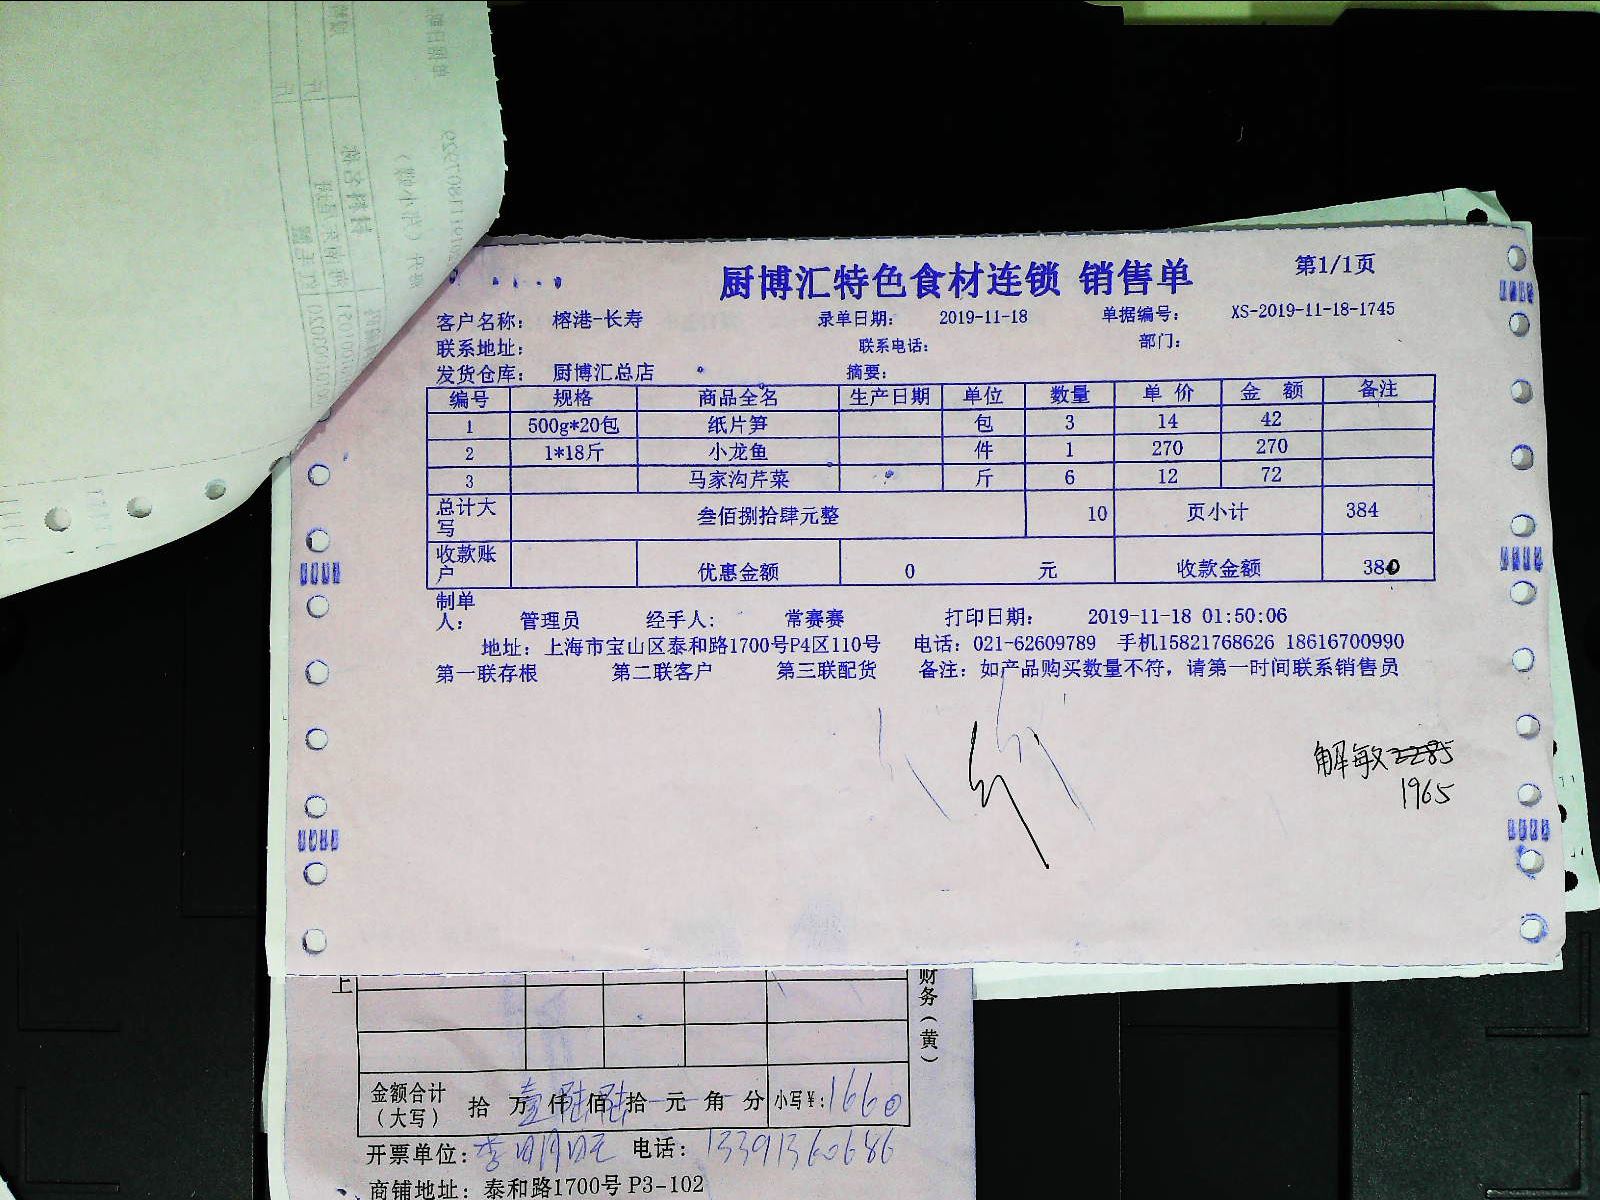 厨博汇特色食材连锁 销售单 第1/1页
客户名称： 榕港-长寿 录单日期： 2019-11-18 单据编号： XS-2019-11-18-1745
联系地址： 联系电话： 部门：
发货仓库： 厨博汇总店 摘要：
编号 规格 商品全名 生产日期 单位 数量 单 价 金 额 备注
1 500g*20包 纸片笋 包 3 14 42
2 1*18斤 小龙鱼 件 1 270 270
3 马家沟芹菜 斤 6 12 72
总计大写 叁佰捌拾肆元整 10 页小计 384
收款账户 优惠金额 0 元 收款金额 380
制单人： 管理员 经手人： 常赛赛 打印日期： 2019-11-18 01:50:06
地址：上海市宝山区泰和路1700号P4区110号 电话：021-62609789 手机15821768626 18616700990
第一联存根 第二联客户 第三联配货 备注：如产品购买数量不符，请第一时间联系销售员
解敏 2285
1965
上
财务（黄）
金额合计（大写） 拾 万 壹 仟 陆 佰 陆 拾 元 角 分 小写¥：1660
开票单位： 电话：13391360686
商铺地址：泰和路1700号 P3-102